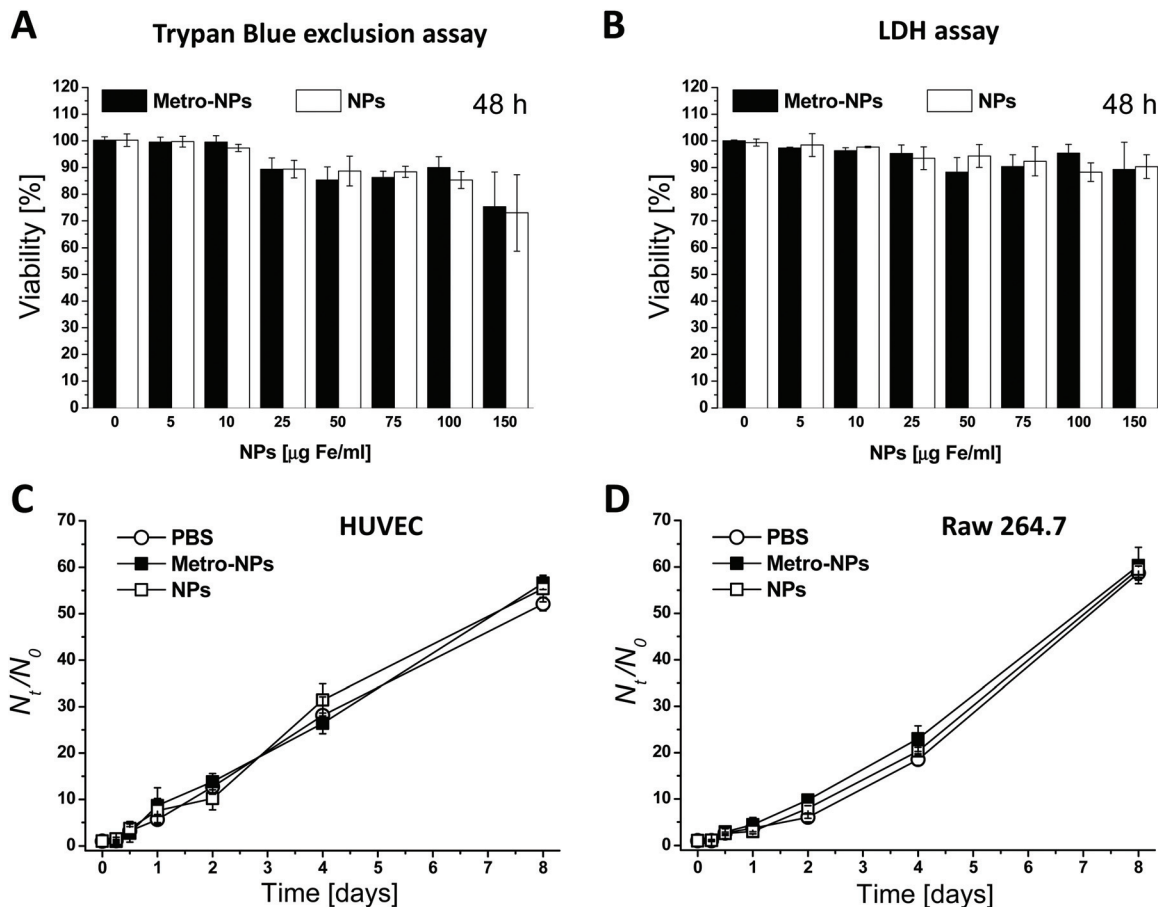 A
Trypan Blue exclusion assay
Metro-NPs
NPs
48 h
Viability [%]
120
110
100
90
80
70
60
50
40
30
20
10
0
0 5 10 25 50 75 100 150
NPs [μg Fe/ml]
B
LDH assay
Metro-NPs
NPs
48 h
Viability [%]
120
110
100
90
80
70
60
50
40
30
20
10
0
0 5 10 25 50 75 100 150
NPs [μg Fe/ml]
C
HUVEC
PBS
Metro-NPs
NPs
Nt/N0
70
60
50
40
30
20
10
0
0 1 2 3 4 5 6 7 8
Time [days]
D
Raw 264.7
PBS
Metro-NPs
NPs
Nt/N0
70
60
50
40
30
20
10
0
0 1 2 3 4 5 6 7 8
Time [days]